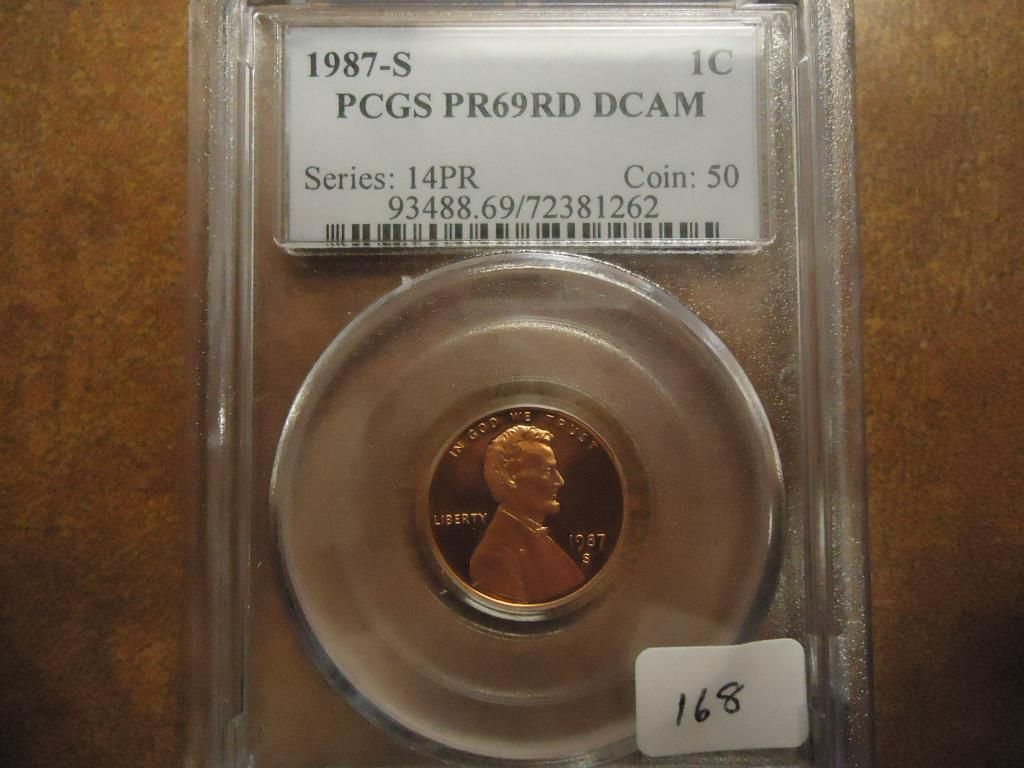 1987-S 1C
PCGS PR69RD DCAM
Series: 14PR Coin: 50
93488.69/72381262
IN GOD WE TRUST
LIBERTY
1987
S
168